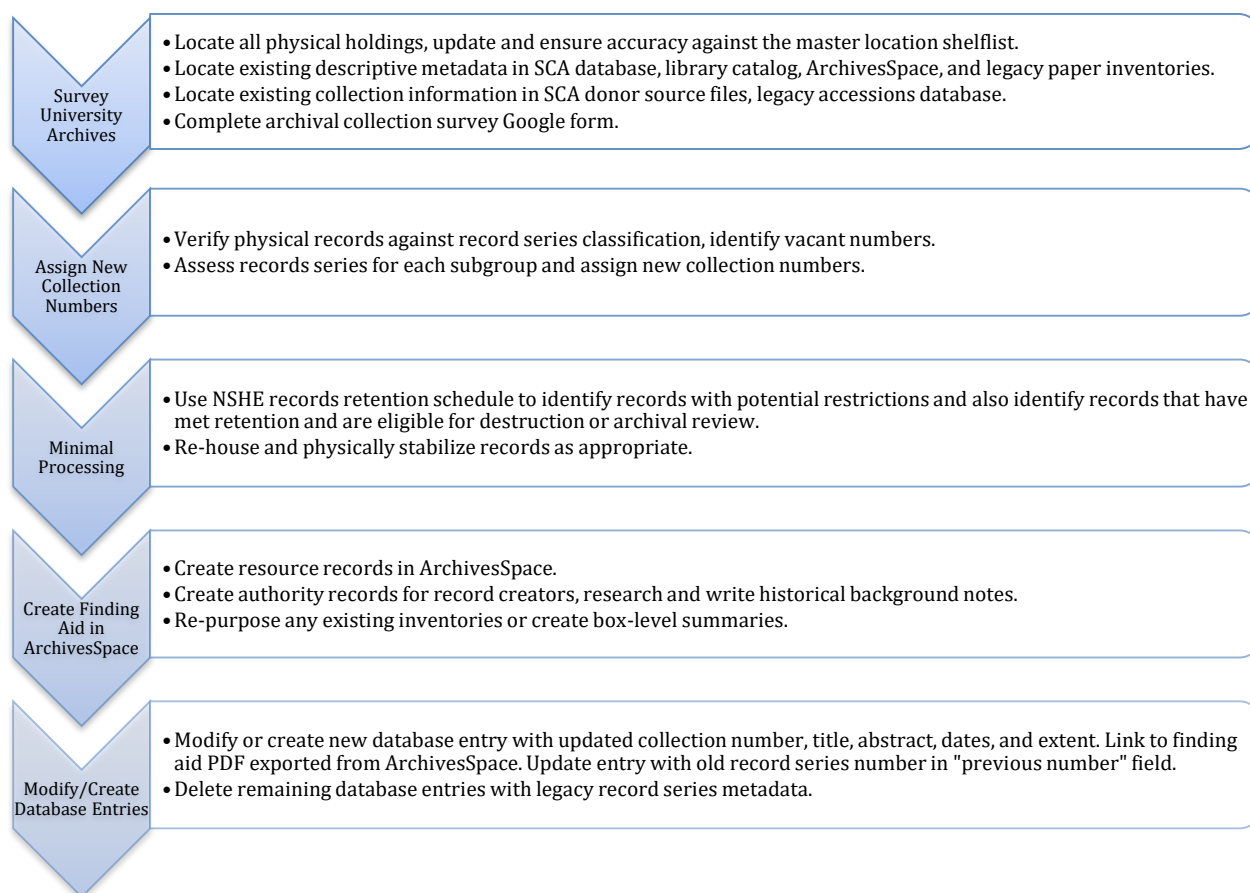 Survey
University
Archives
•Locate all physical holdings, update and ensure accuracy against the master location shelflist.
•Locate existing descriptive metadata in SCA database, library catalog, ArchivesSpace, and legacy paper inventories.
•Locate existing collection information in SCA donor source files, legacy accessions database.
•Complete archival collection survey Google form.
Assign New
Collection
Numbers
•Verify physical records against record series classification, identify vacant numbers.
•Assess records series for each subgroup and assign new collection numbers.
Minimal
Processing
•Use NSHE records retention schedule to identify records with potential restrictions and also identify records that have
met retention and are eligible for destruction or archival review.
•Re-house and physically stabilize records as appropriate.
Create Finding
Aid in
ArchivesSpace
•Create resource records in ArchivesSpace.
•Create authority records for record creators, research and write historical background notes.
•Re-purpose any existing inventories or create box-level summaries.
Modify/Create
Database Entries
•Modify or create new database entry with updated collection number, title, abstract, dates, and extent. Link to finding
aid PDF exported from ArchivesSpace. Update entry with old record series number in "previous number" field.
•Delete remaining database entries with legacy record series metadata.